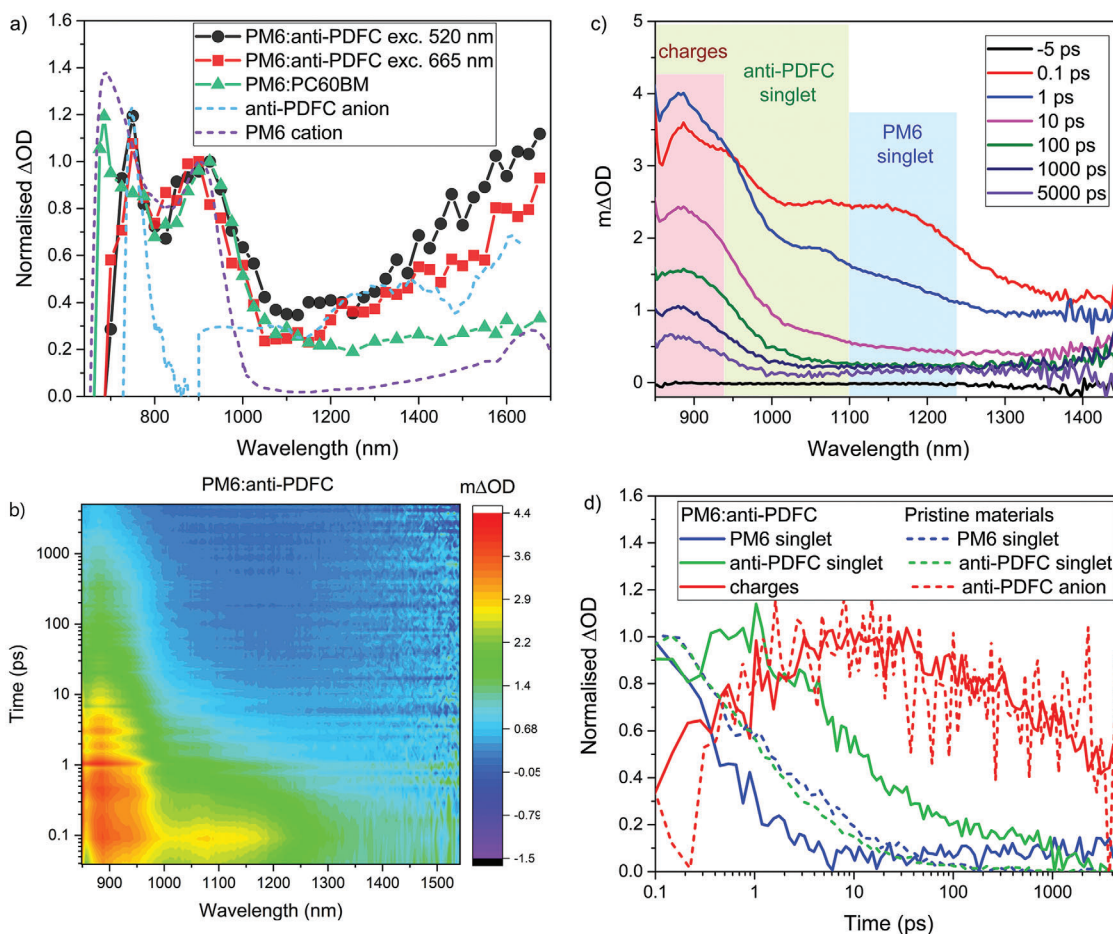 a)
1.6
1.4
1.2
1.0
0.8
0.6
0.4
0.2
0.0
Normalised ΔOD
PM6:anti-PDFC exc. 520 nm
PM6:anti-PDFC exc. 665 nm
PM6:PC60BM
anti-PDFC anion
PM6 cation
800 1000 1200 1400 1600
Wavelength (nm)
c)
5
4
3
2
1
0
mΔOD
charges
anti-PDFC
singlet
PM6
singlet
-5 ps
0.1 ps
1 ps
10 ps
100 ps
1000 ps
5000 ps
900 1000 1100 1200 1300 1400
Wavelength (nm)
b)
PM6:anti-PDFC
mΔOD
1000
100
10
1
0.1
Time (ps)
4.4
3.6
2.9
2.2
1.4
0.68
-0.05
-0.79
-1.5
900 1000 1100 1200 1300 1400 1500
Wavelength (nm)
d)
1.6
1.4
1.2
1.0
0.8
0.6
0.4
0.2
0.0
Normalised ΔOD
PM6:anti-PDFC Pristine materials
PM6 singlet PM6 singlet
anti-PDFC singlet anti-PDFC singlet
charges anti-PDFC anion
0.1 1 10 100 1000
Time (ps)